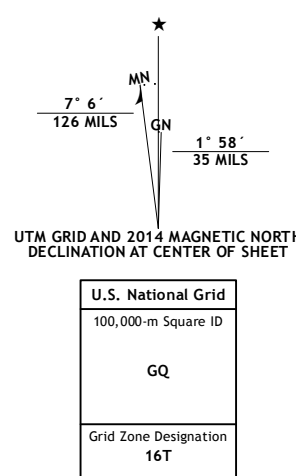 MN
7° 6´
126 MILS
GN
1° 58´
35 MILS
UTM GRID AND 2014 MAGNETIC NORTH
DECLINATION AT CENTER OF SHEET
U.S. National Grid
100,000-m Square ID
GQ
Grid Zone Designation
16T